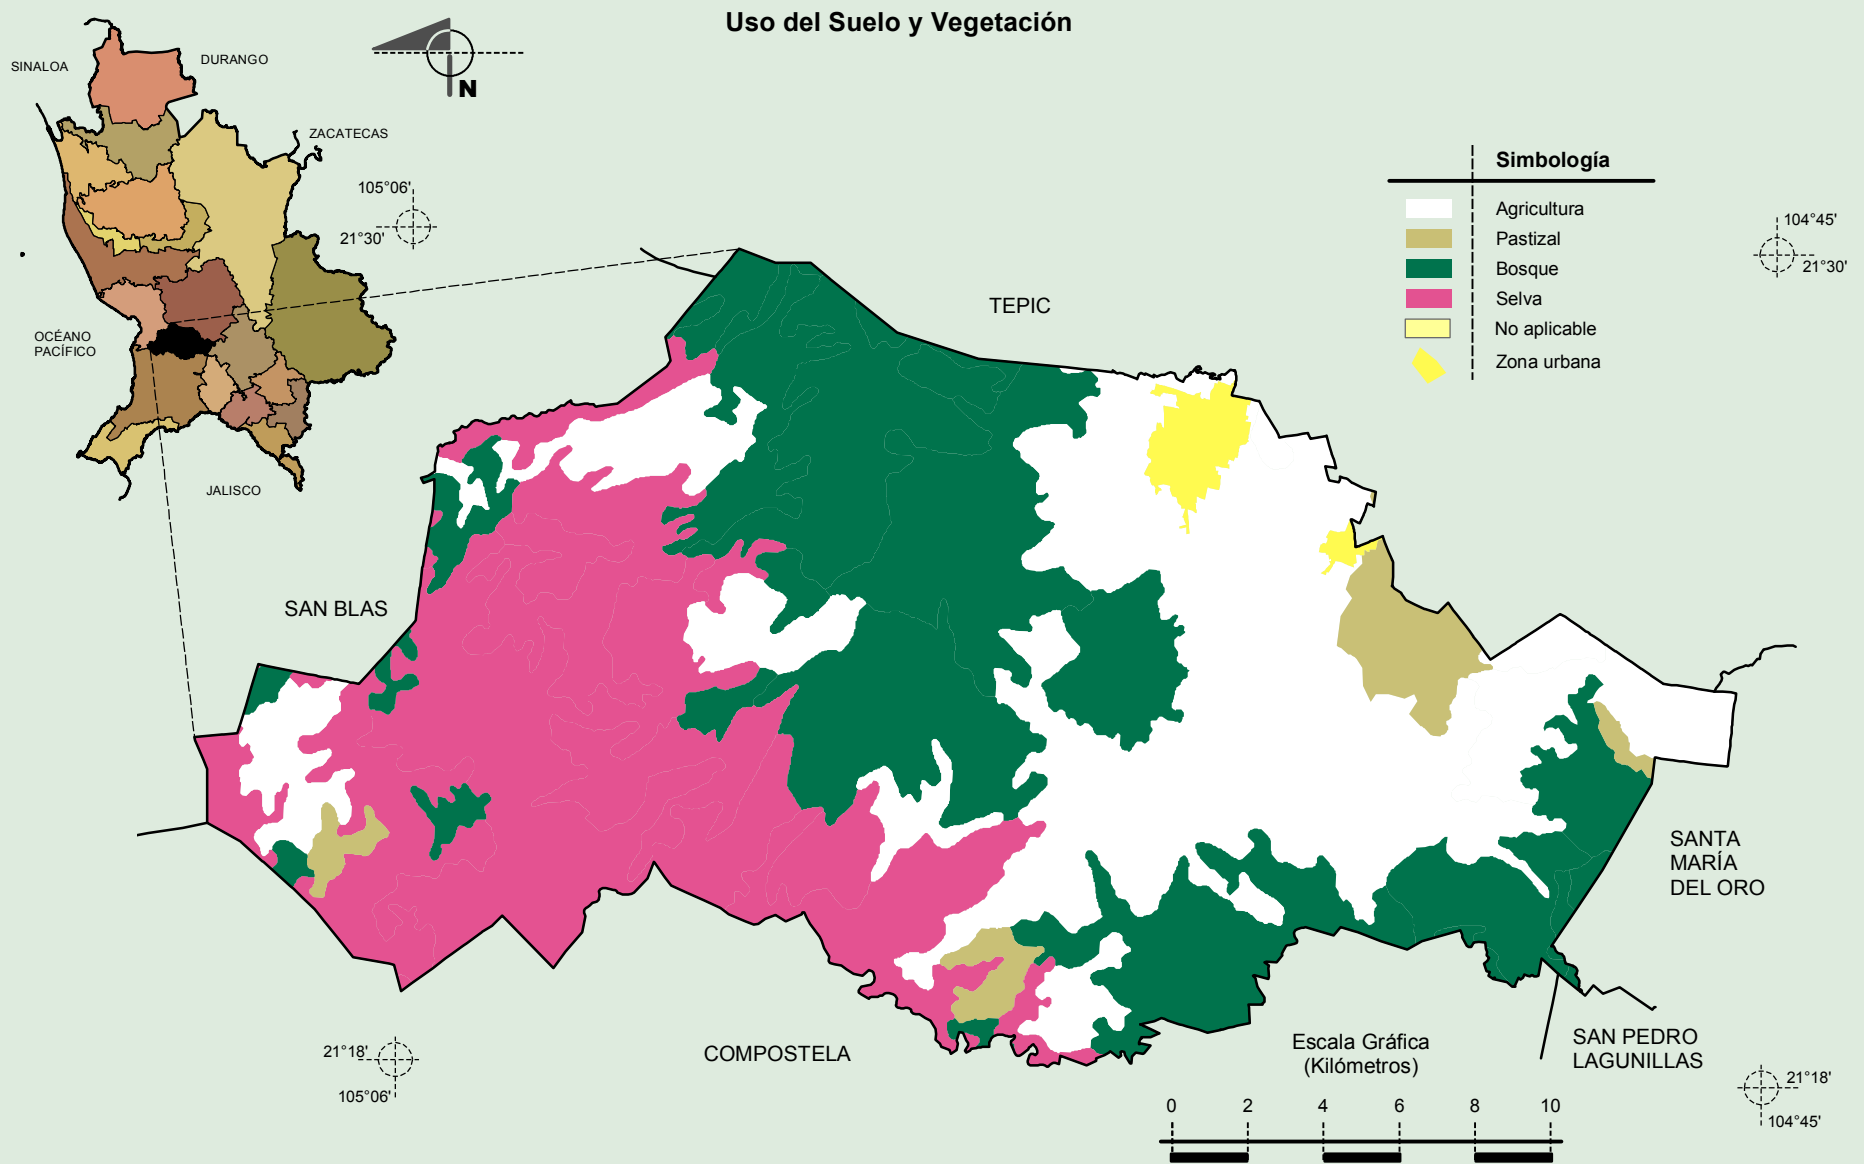 Uso del Suelo y Vegetación
SINALOA
DURANGO
N
ZACATECAS
105°06'
21°30'
OCÉANO
PACÍFICO
JALISCO
Simbología
Agricultura
Pastizal
Bosque
Selva
No aplicable
Zona urbana
104°45'
21°30'
TEPIC
SAN BLAS
SANTA
MARÍA
DEL ORO
COMPOSTELA
SAN PEDRO
LAGUNILLAS
21°18'
105°06'
Escala Gráfica
(Kilómetros)
0 2 4 6 8 10
21°18'
104°45'